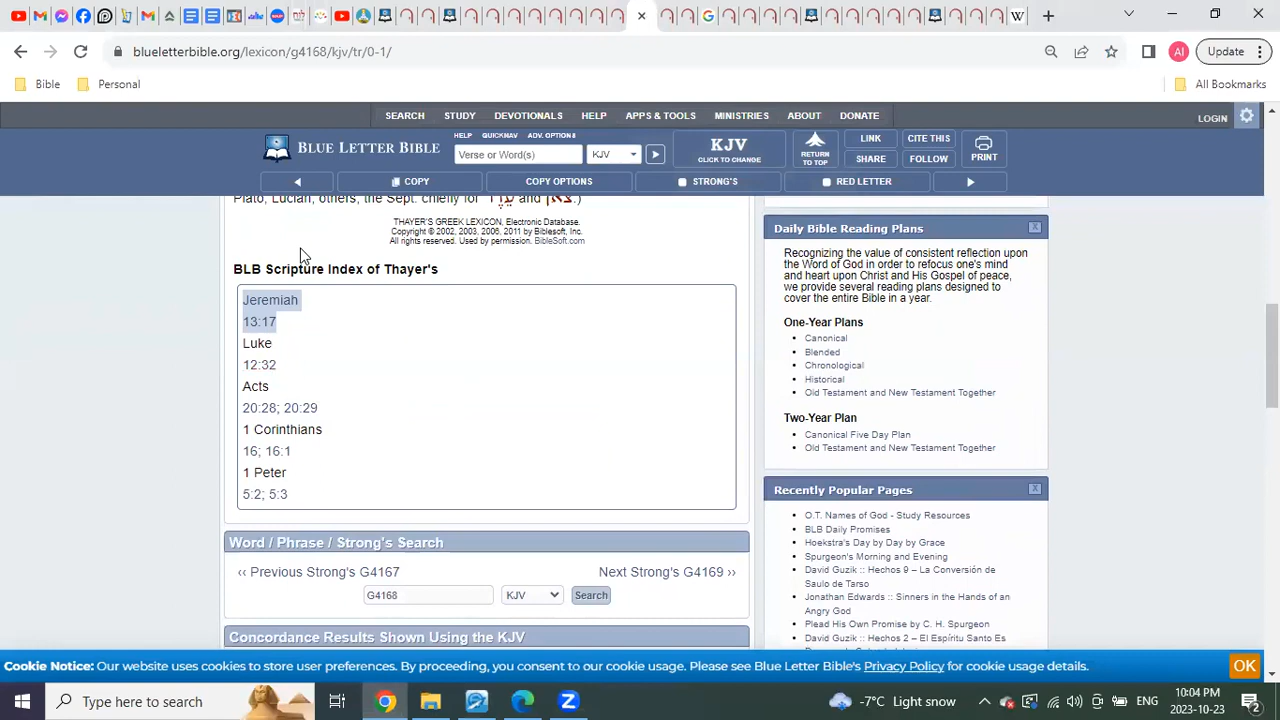 blueletterbible.org/lexicon/g4168/kjv/tr/0-1/
AI
Update
Bible
Personal
All Bookmarks
SEARCH STUDY DEVOTIONALS HELP APPS & TOOLS MINISTRIES ABOUT DONATE
LOGIN
HELP QUICKNAV ADV. OPTIONS
BLUE LETTER BIBLE
Verse or Word(s)
KJV
KJV
CLICK TO CHANGE
RETURN TO TOP
LINK
CITE THIS
SHARE
FOLLOW
PRINT
COPY
COPY OPTIONS
STRONG'S
RED LETTER
Plato, Lucian, others; the Sept. chiefly for עֵדֶר and צֹאן.)
THAYER'S GREEK LEXICON, Electronic Database.
Copyright © 2002, 2003, 2006, 2011 by Biblesoft, Inc.
All rights reserved. Used by permission. BibleSoft.com
BLB Scripture Index of Thayer's
Jeremiah
13:17
Luke
12:32
Acts
20:28; 20:29
1 Corinthians
16; 16:1
1 Peter
5:2; 5:3
Word / Phrase / Strong's Search
‹‹ Previous Strong's G4167
Next Strong's G4169 ››
G4168
KJV
Search
Concordance Results Shown Using the KJV
Daily Bible Reading Plans
X
Recognizing the value of consistent reflection upon
the Word of God in order to refocus one's mind
and heart upon Christ and His Gospel of peace,
we provide several reading plans designed to
cover the entire Bible in a year.
One-Year Plans
Canonical
Blended
Chronological
Historical
Old Testament and New Testament Together
Two-Year Plan
Canonical Five Day Plan
Old Testament and New Testament Together
Recently Popular Pages
X
O.T. Names of God - Study Resources
BLB Daily Promises
Hoekstra's Day by Day by Grace
Spurgeon's Morning and Evening
David Guzik :: Hechos 9 – La Conversión de
Saulo de Tarso
Jonathan Edwards :: Sinners in the Hands of an
Angry God
Plead His Own Promise by C. H. Spurgeon
David Guzik :: Hechos 2 – El Espíritu Santo Es
Cookie Notice: Our website uses cookies to store user preferences. By proceeding, you consent to our cookie usage. Please see Blue Letter Bible's Privacy Policy for cookie usage details.
OK
Type here to search
-7°C Light snow
ENG
10:04 PM
2023-10-23
2